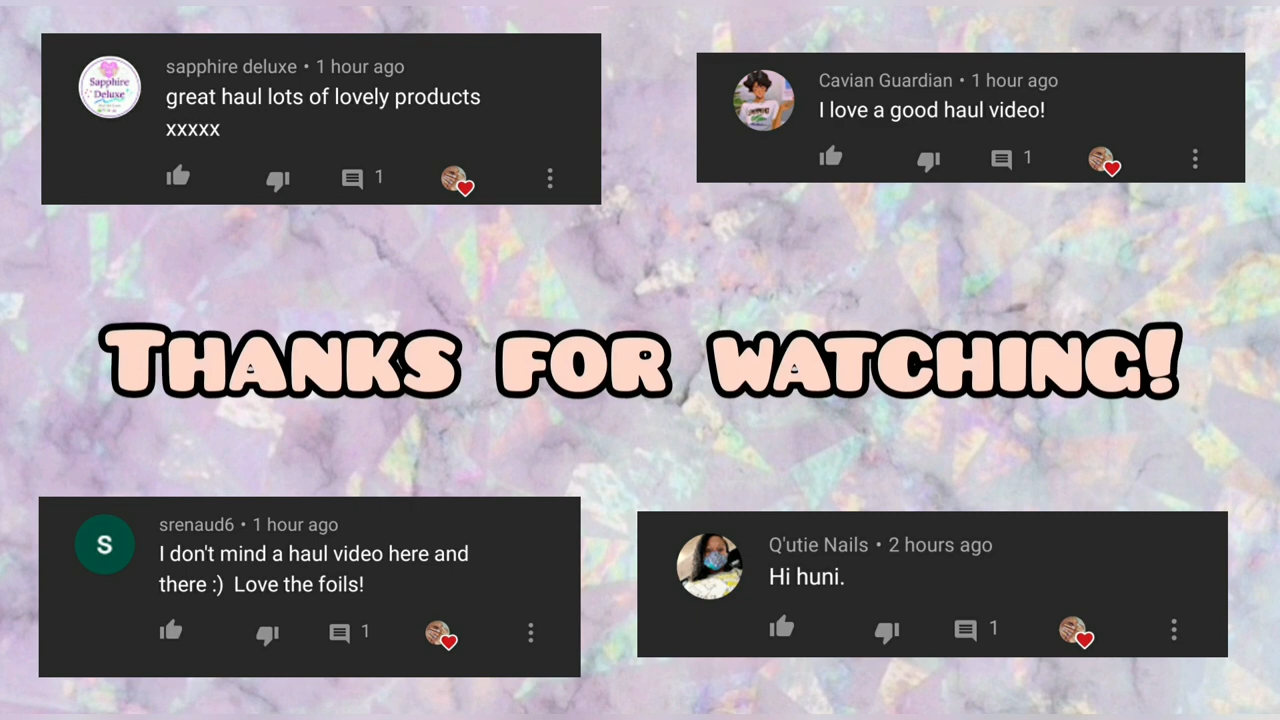 Sapphire
Deluxe
sapphire deluxe • 1 hour ago
great haul lots of lovely products
xxxxx
1
Cavian Guardian • 1 hour ago
I love a good haul video!
1
THANKS FOR WATCHING!
S
srenaud6 • 1 hour ago
I don't mind a haul video here and
there :)  Love the foils!
1
Q'utie Nails • 2 hours ago
Hi huni.
1